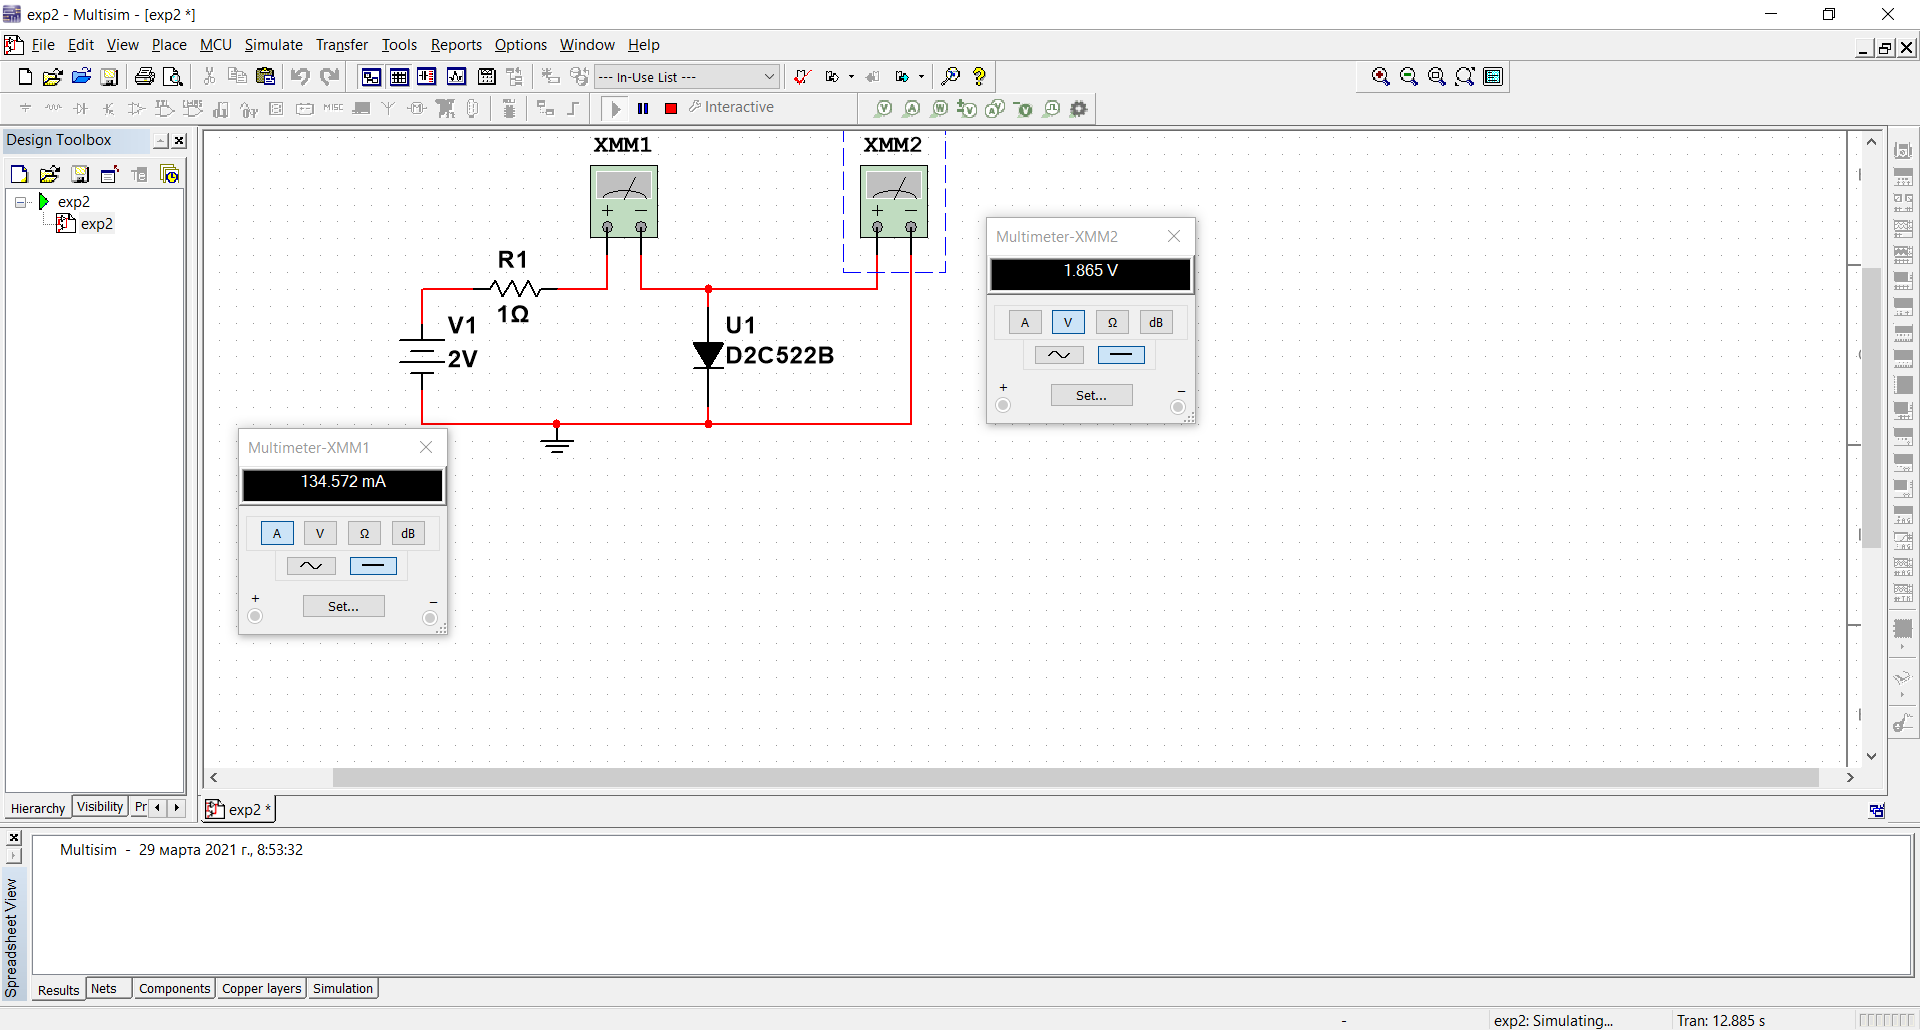 exp2 - Multisim - [exp2 *]
File Edit View Place MCU Simulate Transfer Tools Reports Options Window Help
--- In-Use List ---
Interactive
Design Toolbox
exp2
exp2
XMM1
XMM2
R1
1Ω
V1
2V
U1
D2C522B
Multimeter-XMM2
1.865 V
A V Ω dB
+ −
Set...
Multimeter-XMM1
134.572 mA
A V Ω dB
+ −
Set...
Hierarchy Visibility Pr
exp2 *
Multisim - 29 марта 2021 г., 8:53:32
Spreadsheet View
Results Nets Components Copper layers Simulation
- exp2: Simulating... Tran: 12.885 s